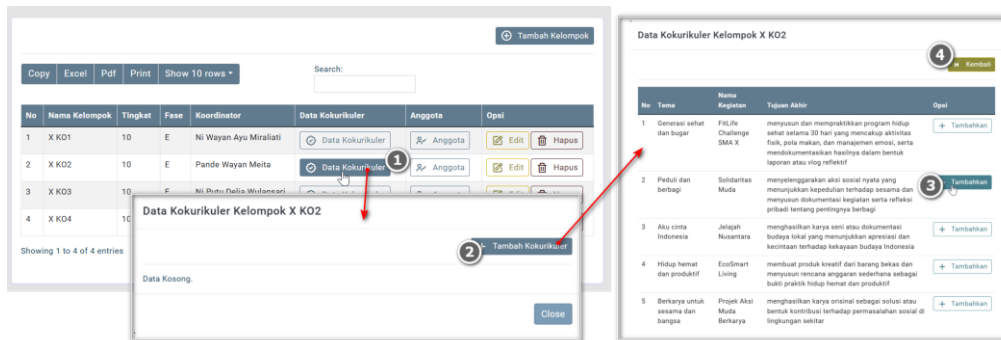 Tambah Kelompok
Copy Excel Pdf Print Show 10 rows
Search:
No Nama Kelompok Tingkat Fase Koordinator Data Kokurikuler Anggota Opsi
1 X KO1 10 E Ni Wayan Ayu Miraliati Data Kokurikuler Anggota Edit Hapus
2 X KO2 10 E Pande Wayan Meita Data Kokurikuler 1 Anggota Edit Hapus
3 X KO3 10
4 X KO4
Showing 1 to 4 of 4 entries
Data Kokurikuler Kelompok X KO2
2 Tambah Kokurikuler
Data Kosong.
Close
Data Kokurikuler Kelompok X KO2
4
Kembali
No Tema Nama Kegiatan Tujuan Akhir Opsi
1 Generasi sehat dan bugar
FitLife Challenge SMA X
menyusun dan mempraktikkan program hidup
sehat selama 30 hari yang mencakup aktivitas
fisik, pola makan, dan manajemen emosi, serta
mendokumentasikan hasilnya dalam bentuk
laporan atau vlog reflektif
+ Tambahkan
2 Peduli dan berbagi
Solidaritas Muda
menyelenggarakan aksi sosial nyata yang
menunjukkan kepedulian terhadap sesama dan
menyusun dokumentasi kegiatan serta refleksi
pribadi tentang pentingnya berbagi
3 Tambahkan
3 Aku cinta Indonesia
Jelajah Nusantara
menghasilkan karya seni atau dokumentasi
budaya lokal yang menunjukkan apresiasi dan
kecintaan terhadap kekayaan budaya Indonesia
+ Tambahkan
4 Hidup hemat dan produktif
EcoSmart Living
membuat produk kreatif dari barang bekas dan
menyusun rencana anggaran sederhana sebagai
bukti praktik hidup hemat dan produktif
+ Tambahkan
5 Berkarya untuk sesama dan bangsa
Projek Aksi Muda Berkarya
menghasilkan karya orisinal sebagai solusi atau
bentuk kontribusi terhadap permasalahan sosial di
lingkungan sekitar
+ Tambahkan